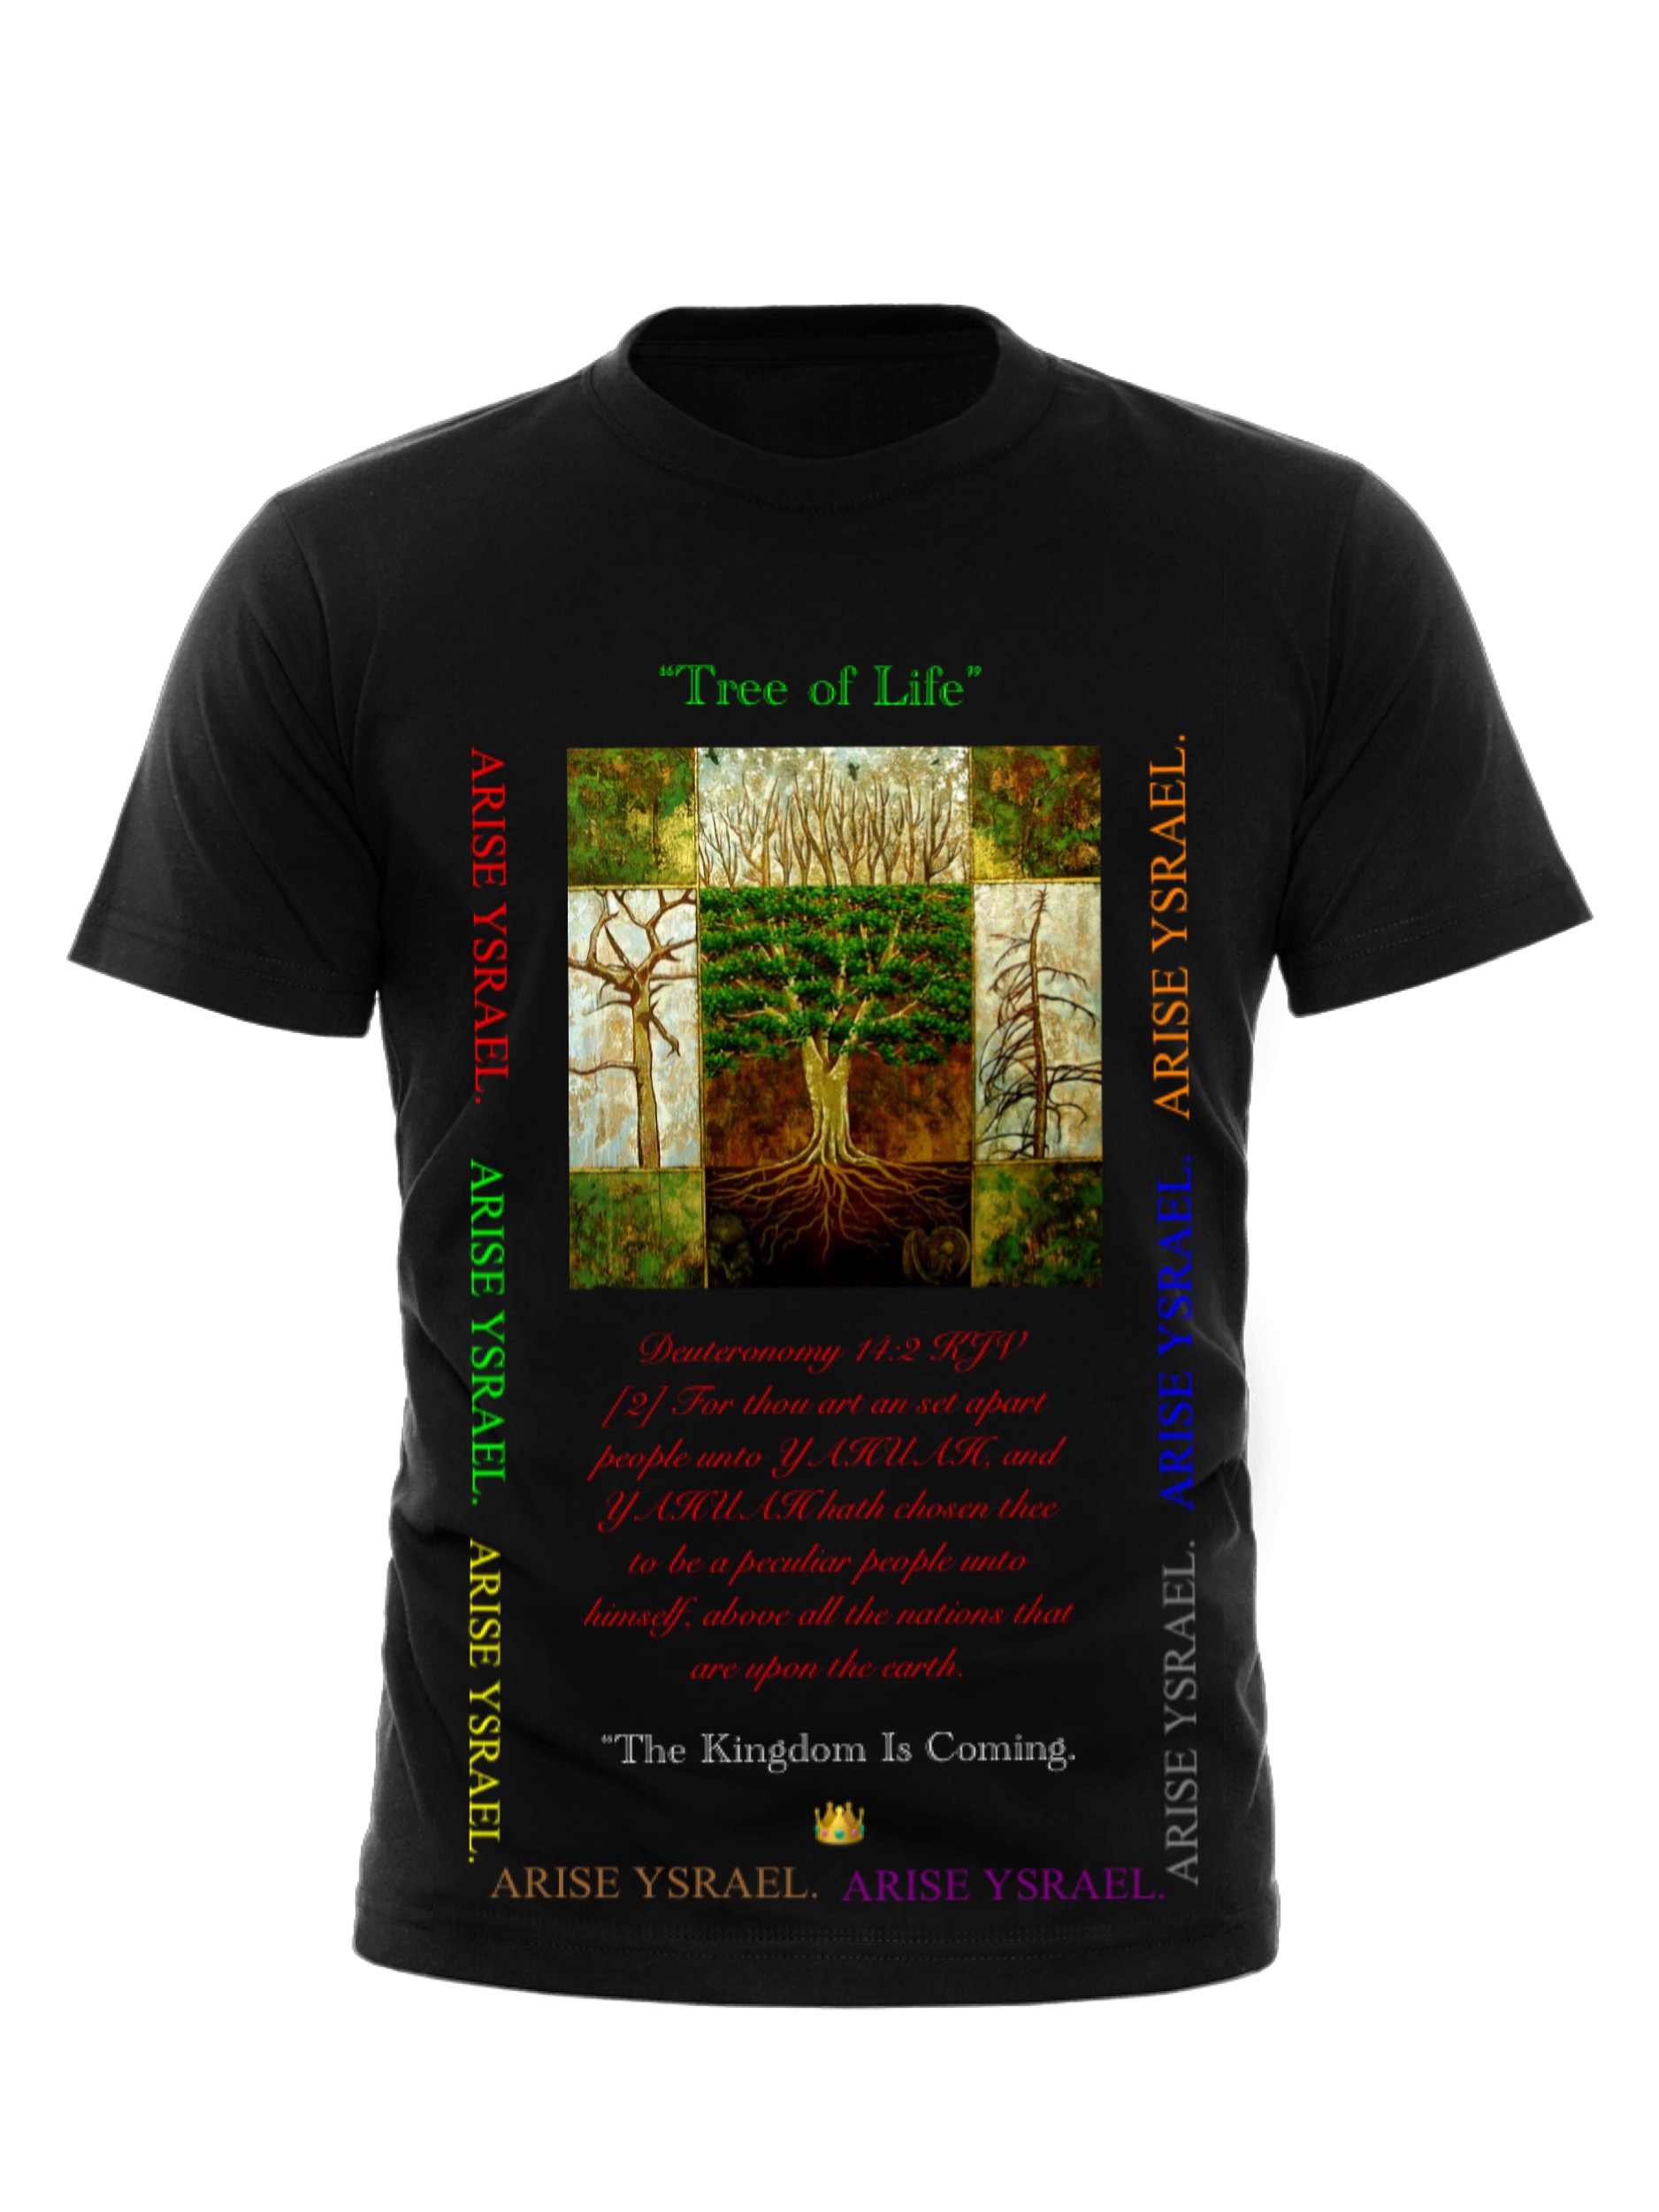 “Tree of Life”
ARISE YSRAEL.
ARISE YSRAEL.
ARISE YSRAEL.
ARISE YSRAEL.
ARISE YSRAEL.
ARISE YSRAEL.
Deuteronomy 14:2 KJV
[2] For thou art an set apart
people unto YAHUAH, and
YAHUAH hath chosen thee
to be a peculiar people unto
himself, above all the nations that
are upon the earth.
“The Kingdom Is Coming.
ARISE YSRAEL. ARISE YSRAEL.